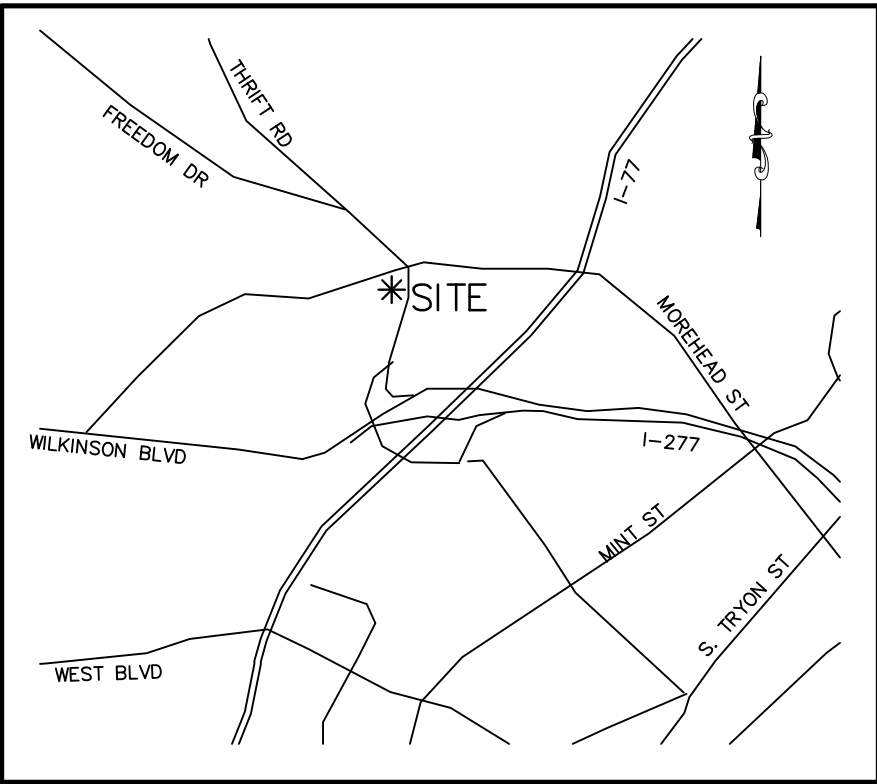 THRIFT RD
FREEDOM DR
I-77
SITE
MOREHEAD ST
WILKINSON BLVD
I-277
MINT ST
S. TRYON ST
WEST BLVD